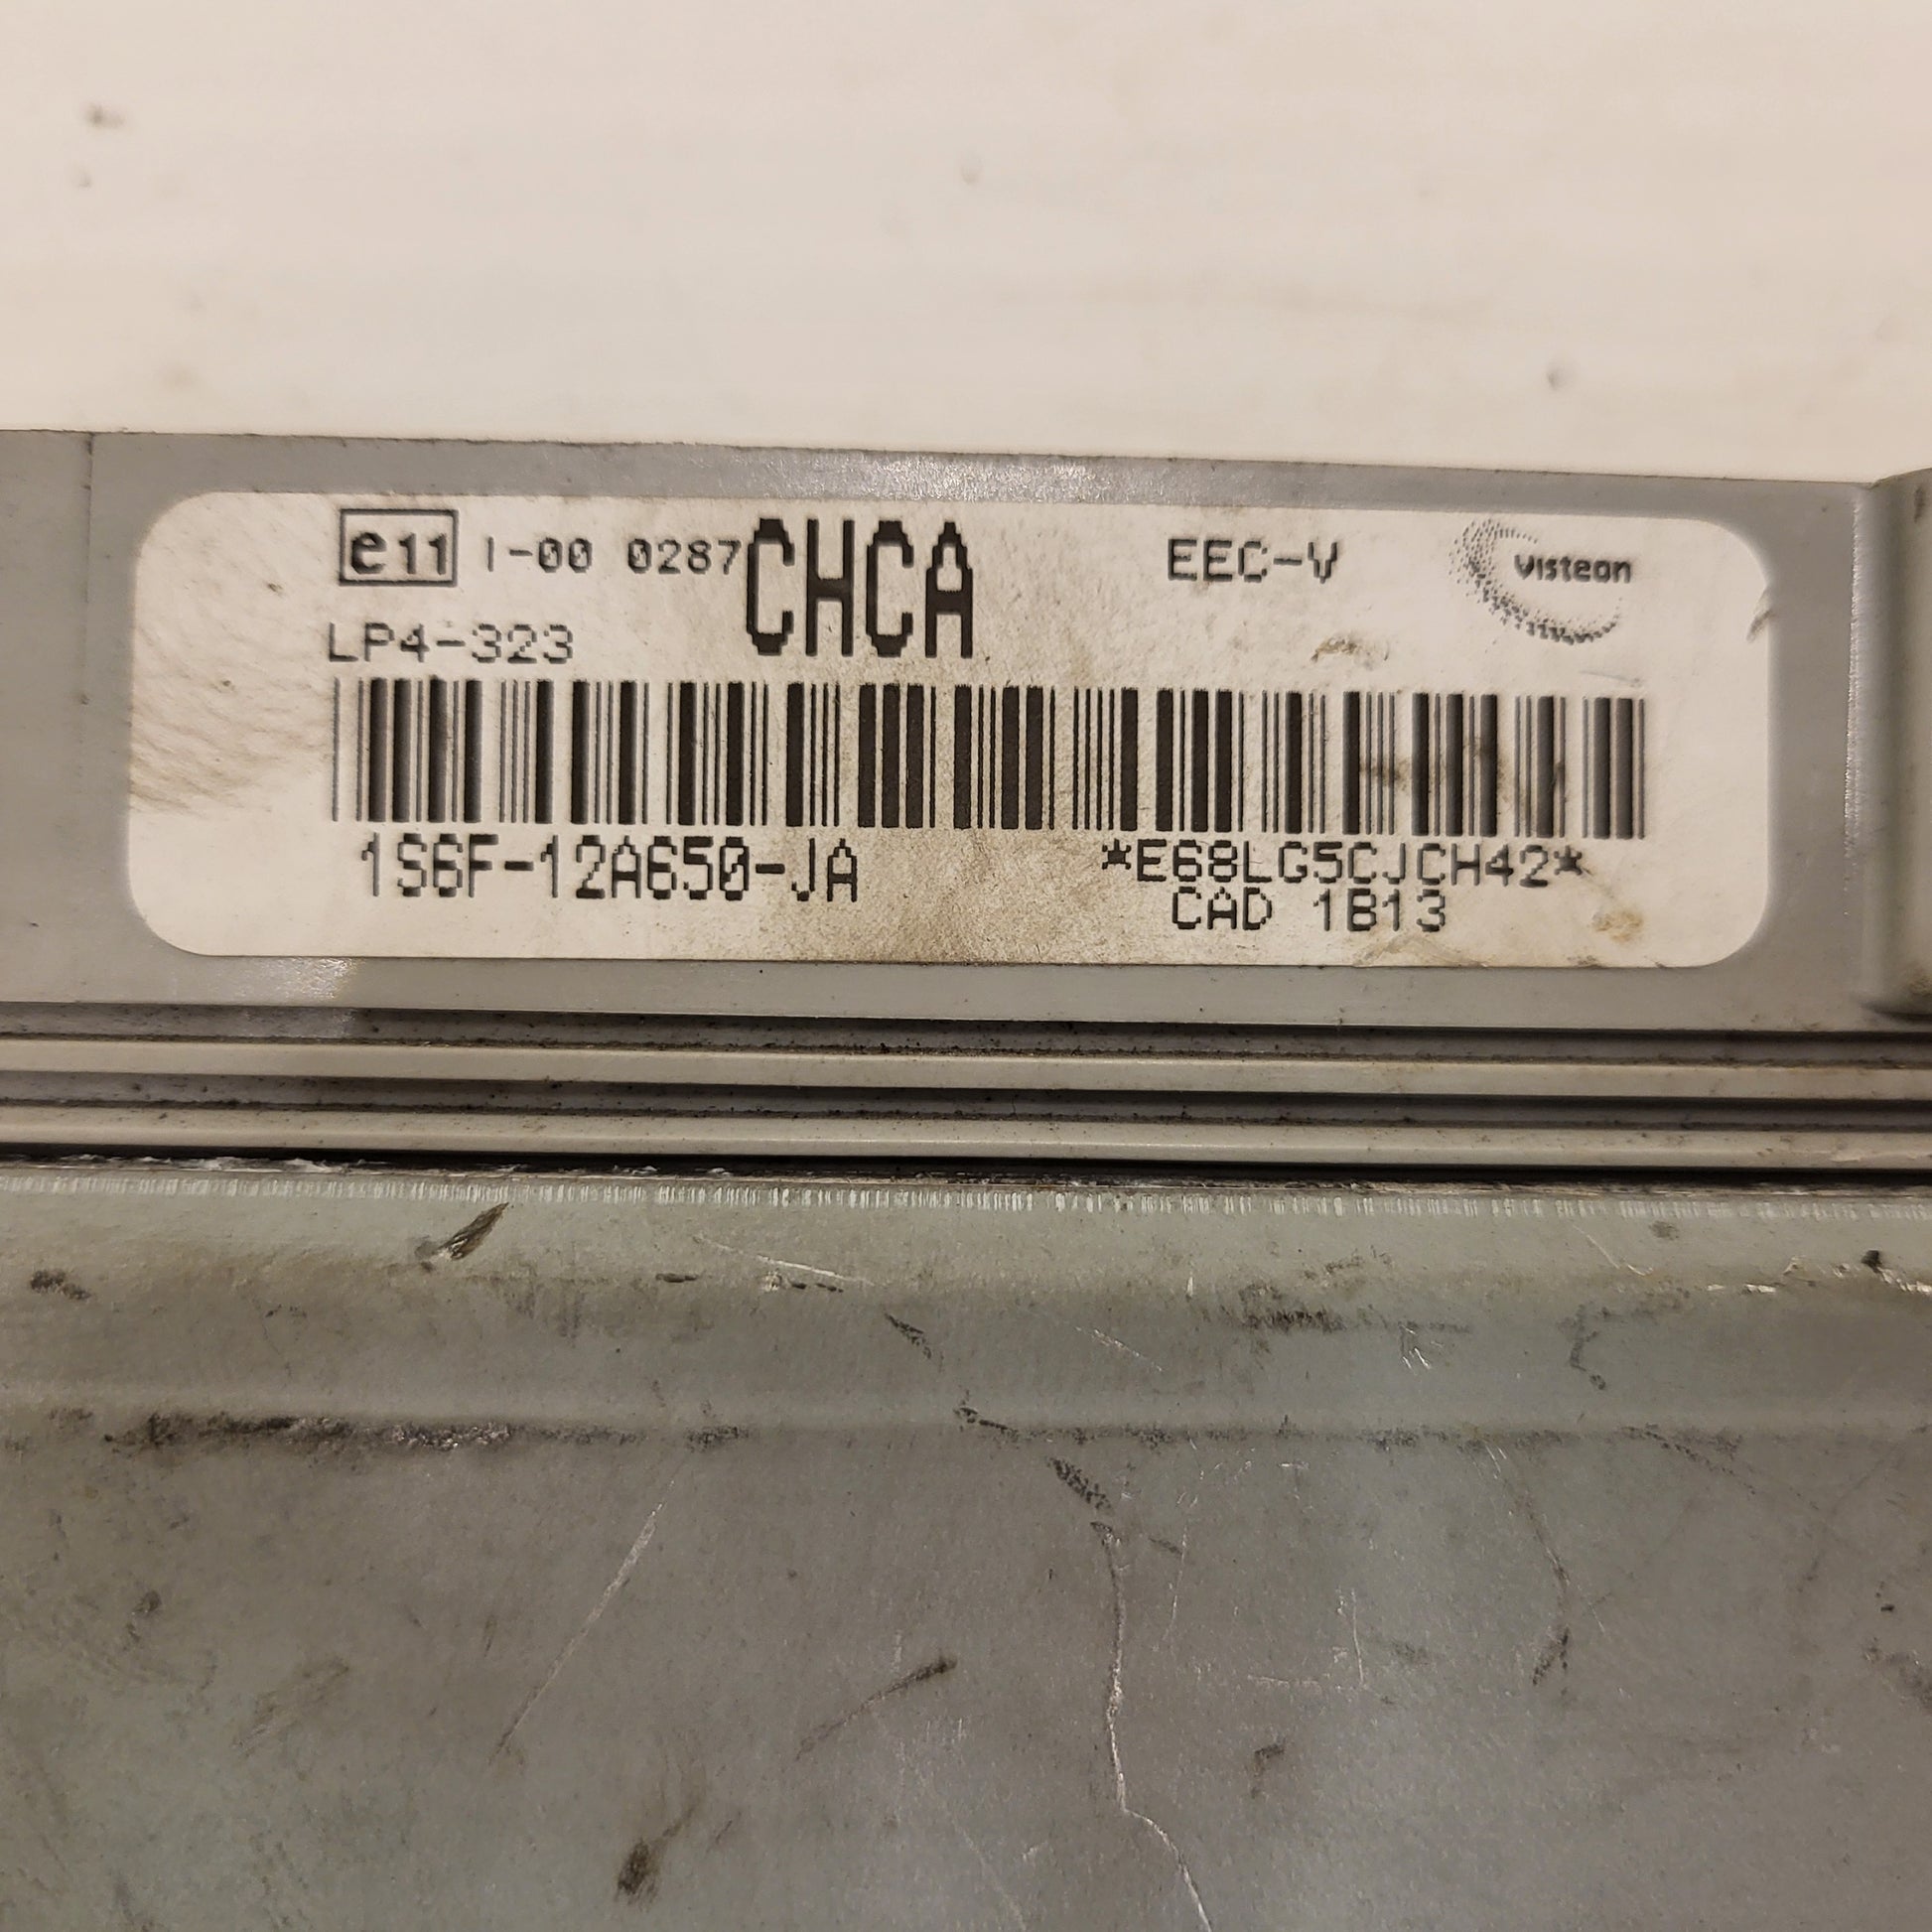 e11 I-00 0287 CHCA EEC-V Visteon
LP4-323
1S6F-12A650-JA *E68LG5CJCH42*
CAD 1B13